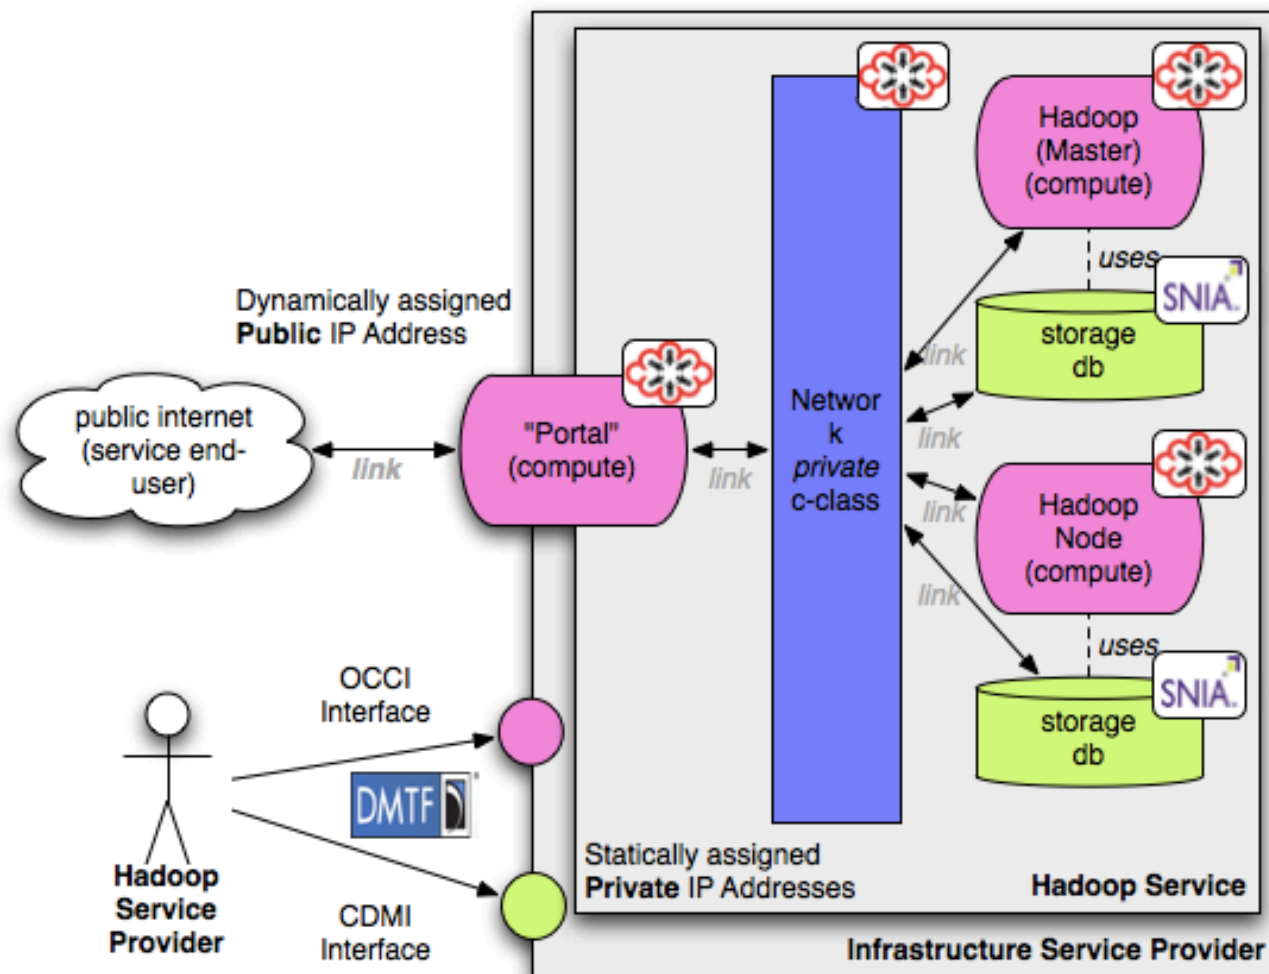 Hadoop
(Master)
(compute)
uses
SNIA
storage
db
link
link
Dynamically assigned
Public IP Address
public internet
(service end-
user)
link
"Portal"
(compute)
link
Networ
k
private
c-class
link
Hadoop
Node
(compute)
link
uses
SNIA
storage
db
OCCI
Interface
DMTF
Hadoop
Service
Provider
CDMI
Interface
Statically assigned
Private IP Addresses
Hadoop Service
Infrastructure Service Provider